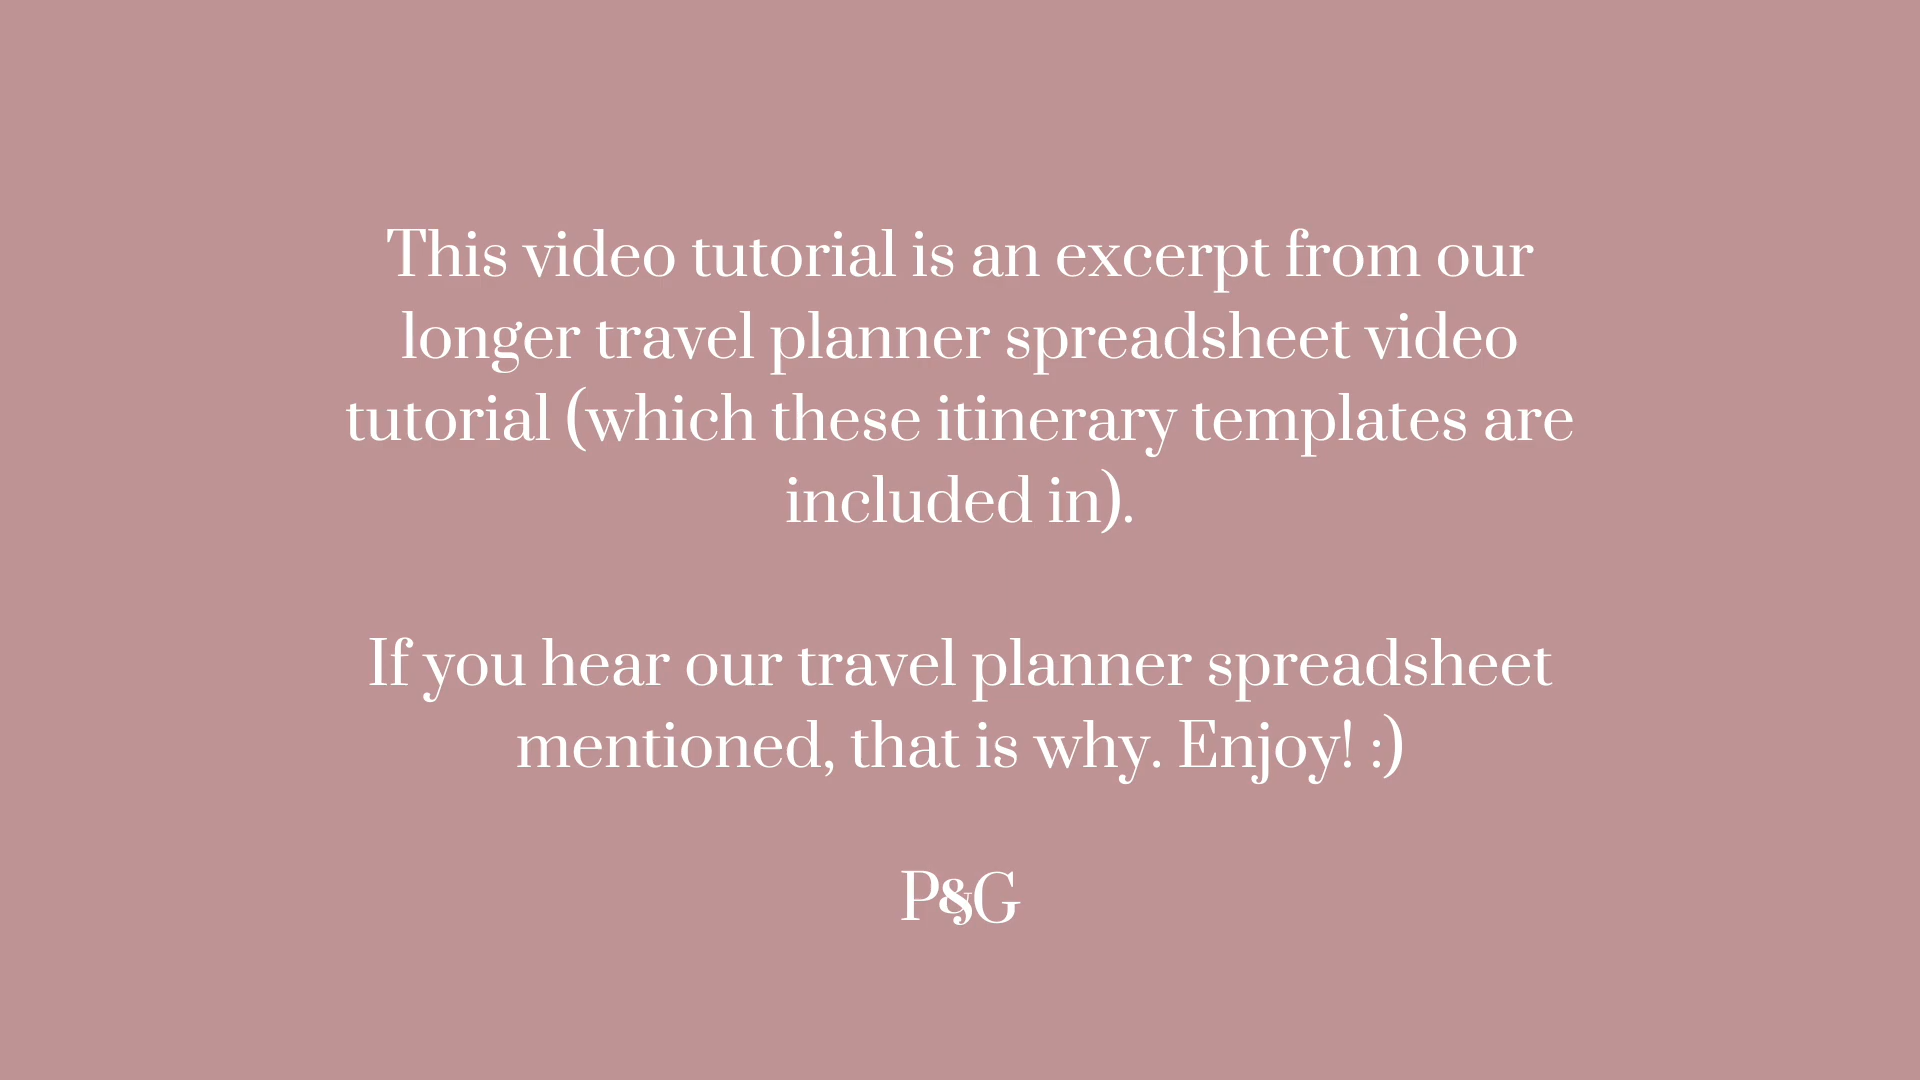 This video tutorial is an excerpt from our
longer travel planner spreadsheet video
tutorial (which these itinerary templates are
included in).
If you hear our travel planner spreadsheet
mentioned, that is why. Enjoy! :)
P&G